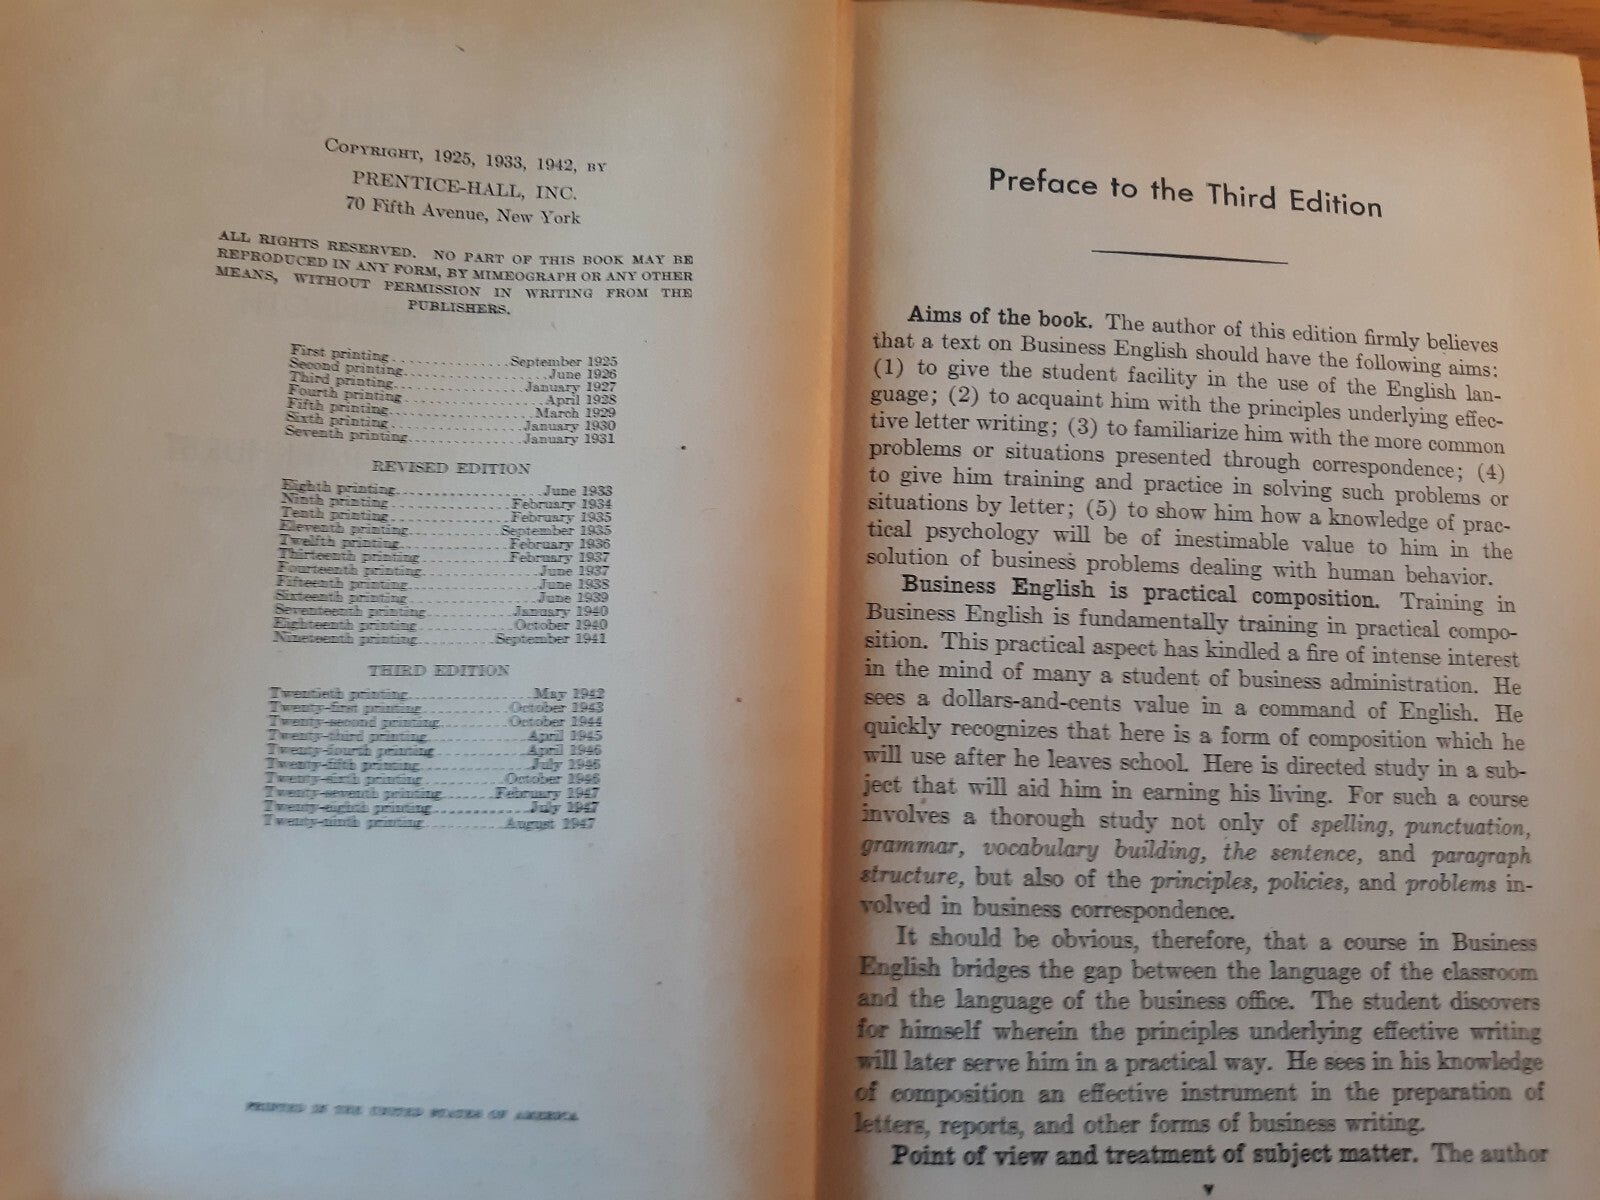 COPYRIGHT, 1925, 1933, 1942, BY
PRENTICE-HALL, INC.
70 Fifth Avenue, New York
ALL RIGHTS RESERVED. NO PART OF THIS BOOK MAY BE
REPRODUCED IN ANY FORM, BY MIMEOGRAPH OR ANY OTHER
MEANS, WITHOUT PERMISSION IN WRITING FROM THE
PUBLISHERS.
First printing..............September 1925
Second printing..............June 1926
Third printing..............January 1927
Fourth printing..............April 1928
Fifth printing..............March 1929
Sixth printing..............January 1930
Seventh printing..............January 1931
REVISED EDITION
Eighth printing..............June 1933
Ninth printing..............February 1934
Tenth printing..............February 1935
Eleventh printing..............September 1935
Twelfth printing..............February 1936
Thirteenth printing..............February 1937
Fourteenth printing..............June 1937
Fifteenth printing..............June 1938
Sixteenth printing..............June 1939
Seventeenth printing..............January 1940
Eighteenth printing..............October 1940
Nineteenth printing..............September 1941
THIRD EDITION
Twentieth printing..............May 1942
Twenty-first printing..............October 1943
Twenty-second printing..............October 1944
Twenty-third printing..............April 1945
Twenty-fourth printing..............April 1946
Twenty-fifth printing..............July 1946
Twenty-sixth printing..............October 1946
Twenty-seventh printing..............February 1947
Twenty-eighth printing..............July 1947
Twenty-ninth printing..............August 1947
PRINTED IN THE UNITED STATES OF AMERICA
Preface to the Third Edition
Aims of the book. The author of this edition firmly believes
that a text on Business English should have the following aims:
(1) to give the student facility in the use of the English lan-
guage; (2) to acquaint him with the principles underlying effec-
tive letter writing; (3) to familiarize him with the more common
problems or situations presented through correspondence; (4)
to give him training and practice in solving such problems or
situations by letter; (5) to show him how a knowledge of prac-
tical psychology will be of inestimable value to him in the
solution of business problems dealing with human behavior.
Business English is practical composition. Training in
Business English is fundamentally training in practical compo-
sition. This practical aspect has kindled a fire of intense interest
in the mind of many a student of business administration. He
sees a dollars-and-cents value in a command of English. He
quickly recognizes that here is a form of composition which he
will use after he leaves school. Here is directed study in a sub-
ject that will aid him in earning his living. For such a course
involves a thorough study not only of spelling, punctuation,
grammar, vocabulary building, the sentence, and paragraph
structure, but also of the principles, policies, and problems in-
volved in business correspondence.
It should be obvious, therefore, that a course in Business
English bridges the gap between the language of the classroom
and the language of the business office. The student discovers
for himself wherein the principles underlying effective writing
will later serve him in a practical way. He sees in his knowledge
of composition an effective instrument in the preparation of
letters, reports, and other forms of business writing.
Point of view and treatment of subject matter. The author
v